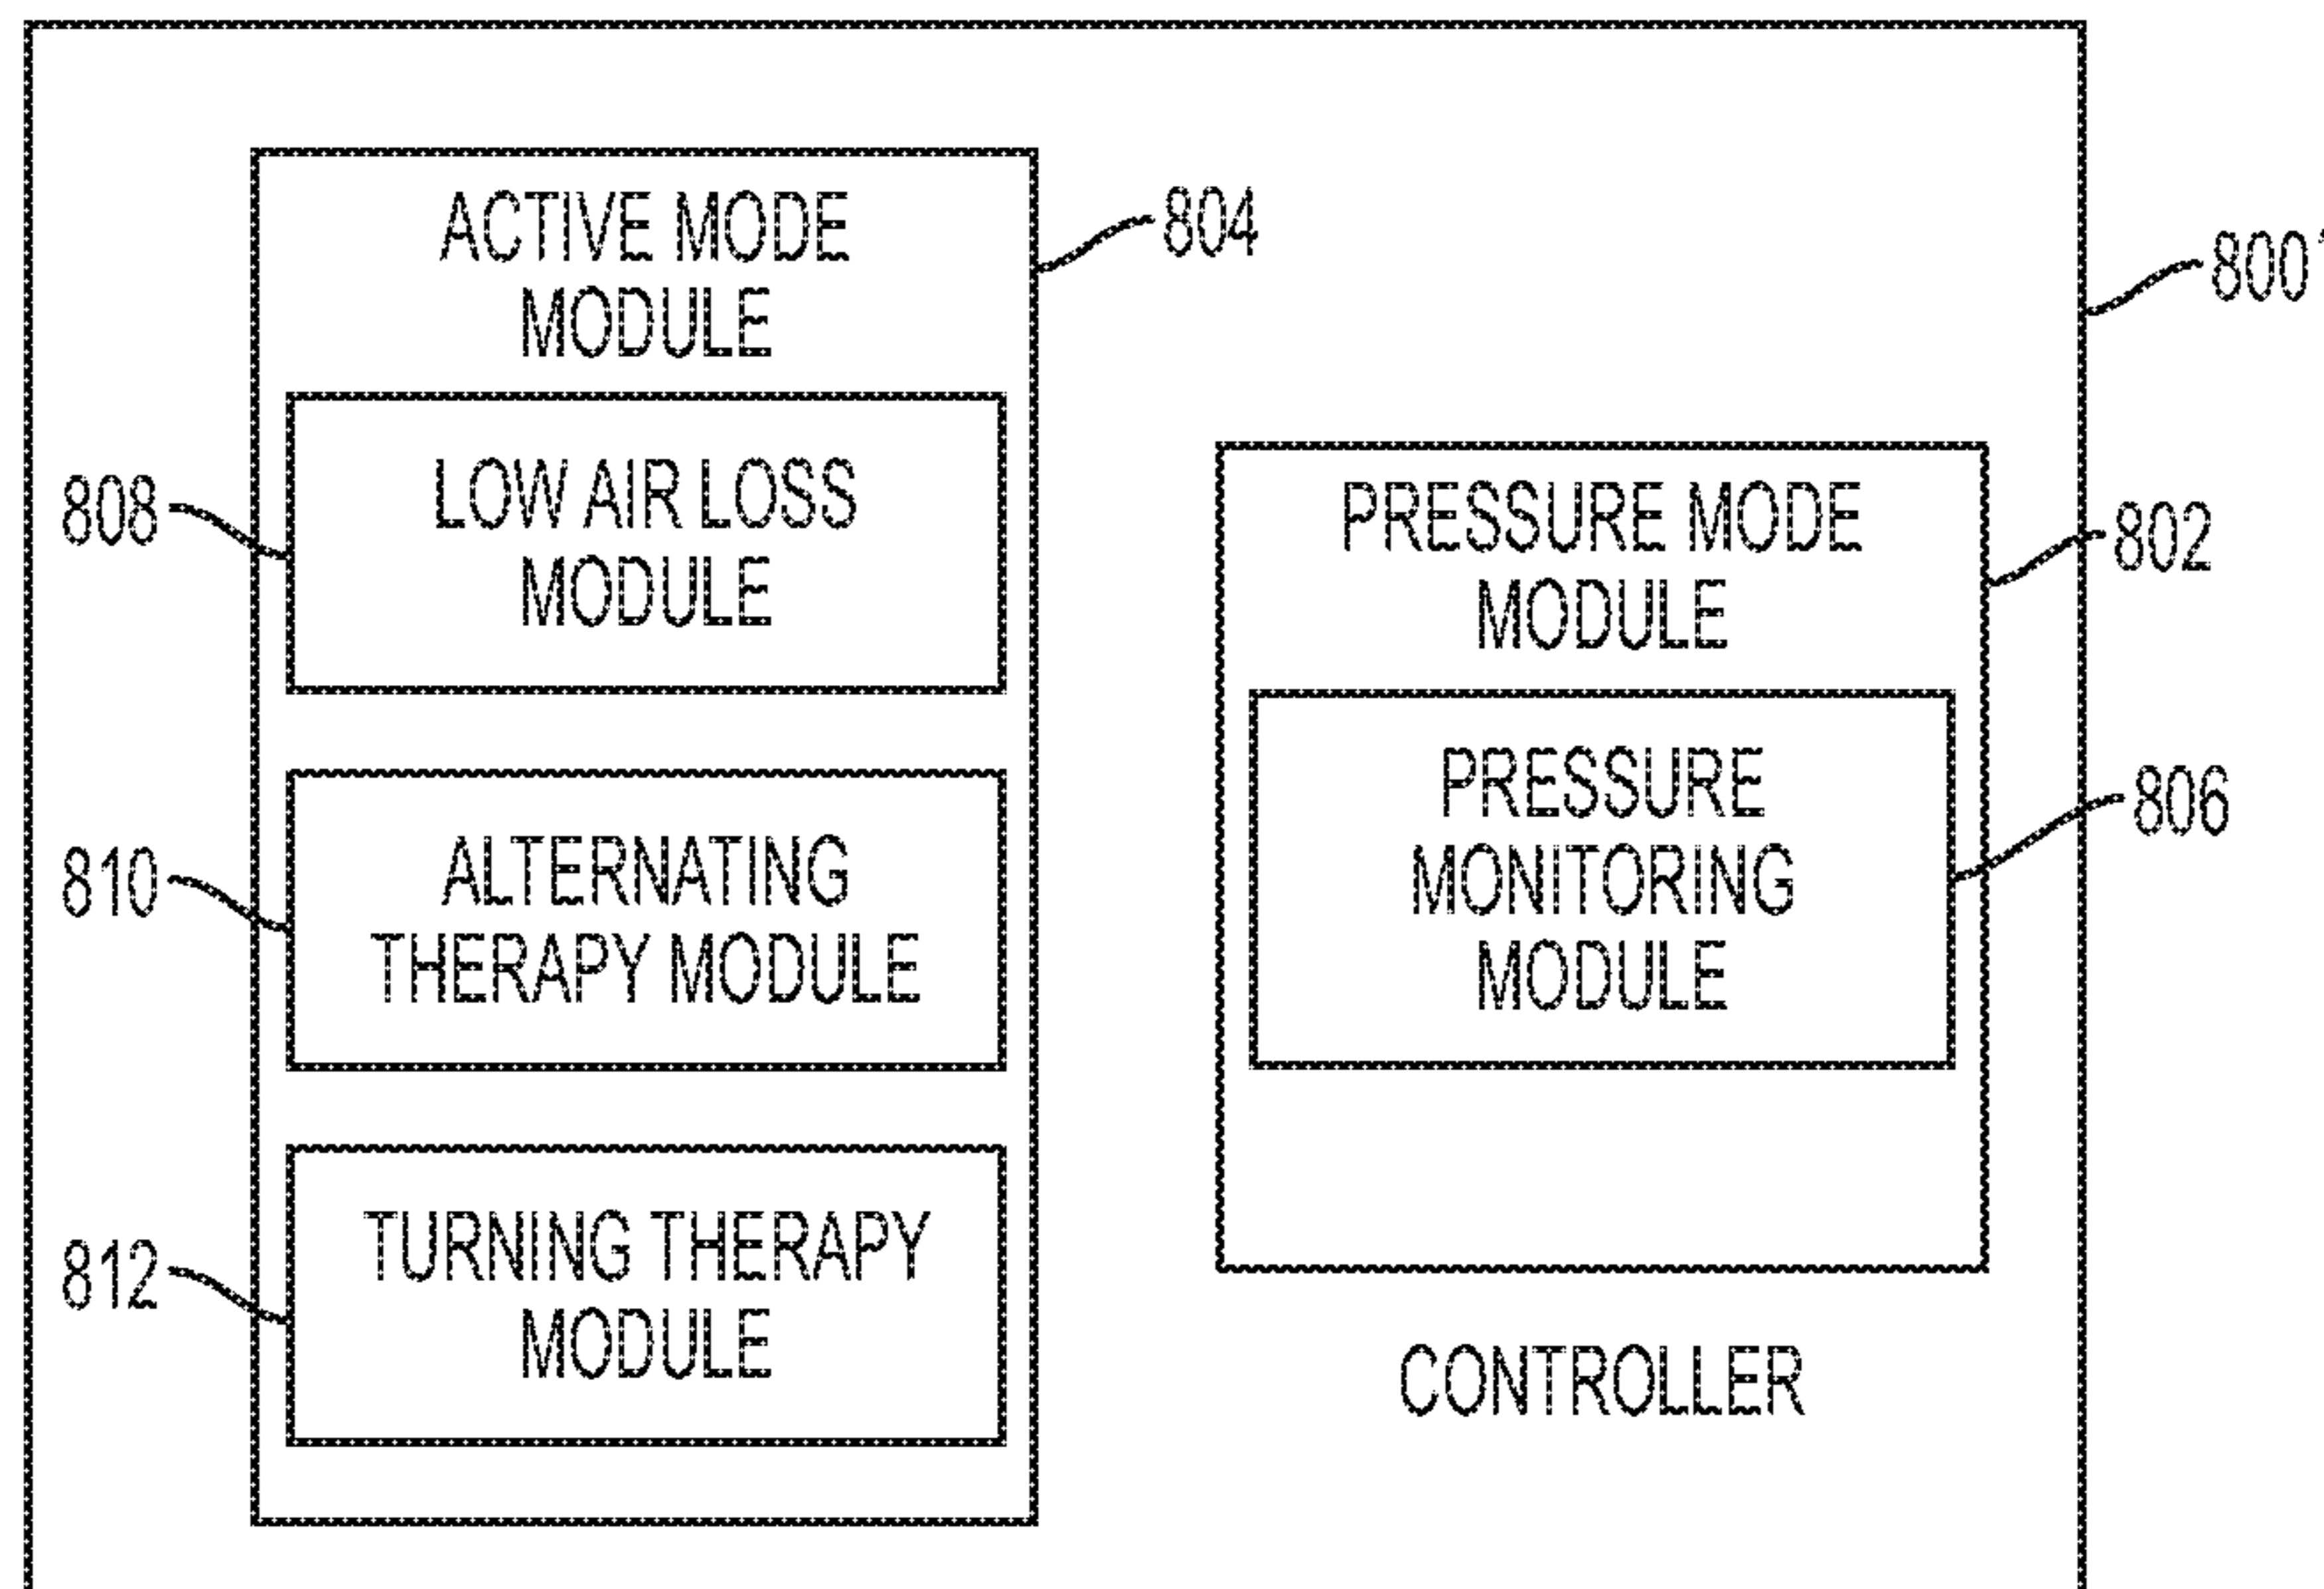 ACTIVE MODE
MODULE
804
800'
LOW AIR LOSS
MODULE
808
PRESSURE MODE
MODULE
802
PRESSURE
MONITORING
MODULE
806
ALTERNATING
THERAPY MODULE
810
TURNING THERAPY
MODULE
812
CONTROLLER